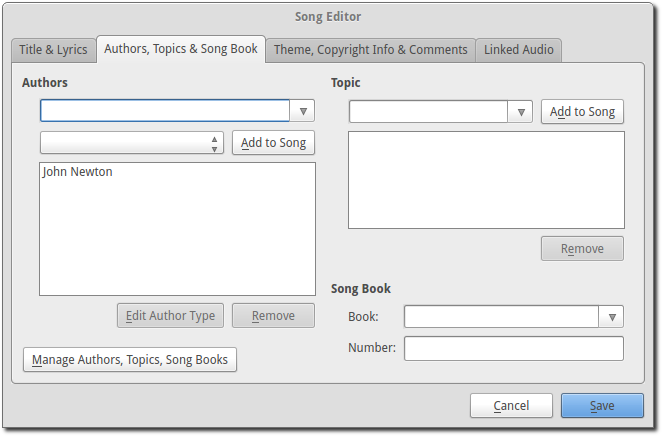 Song Editor
Title & Lyrics
Authors, Topics & Song Book
Theme, Copyright Info & Comments
Linked Audio
Authors
Add to Song
John Newton
Edit Author Type
Remove
Manage Authors, Topics, Song Books
Topic
Add to Song
Remove
Song Book
Book:
Number:
Cancel
Save